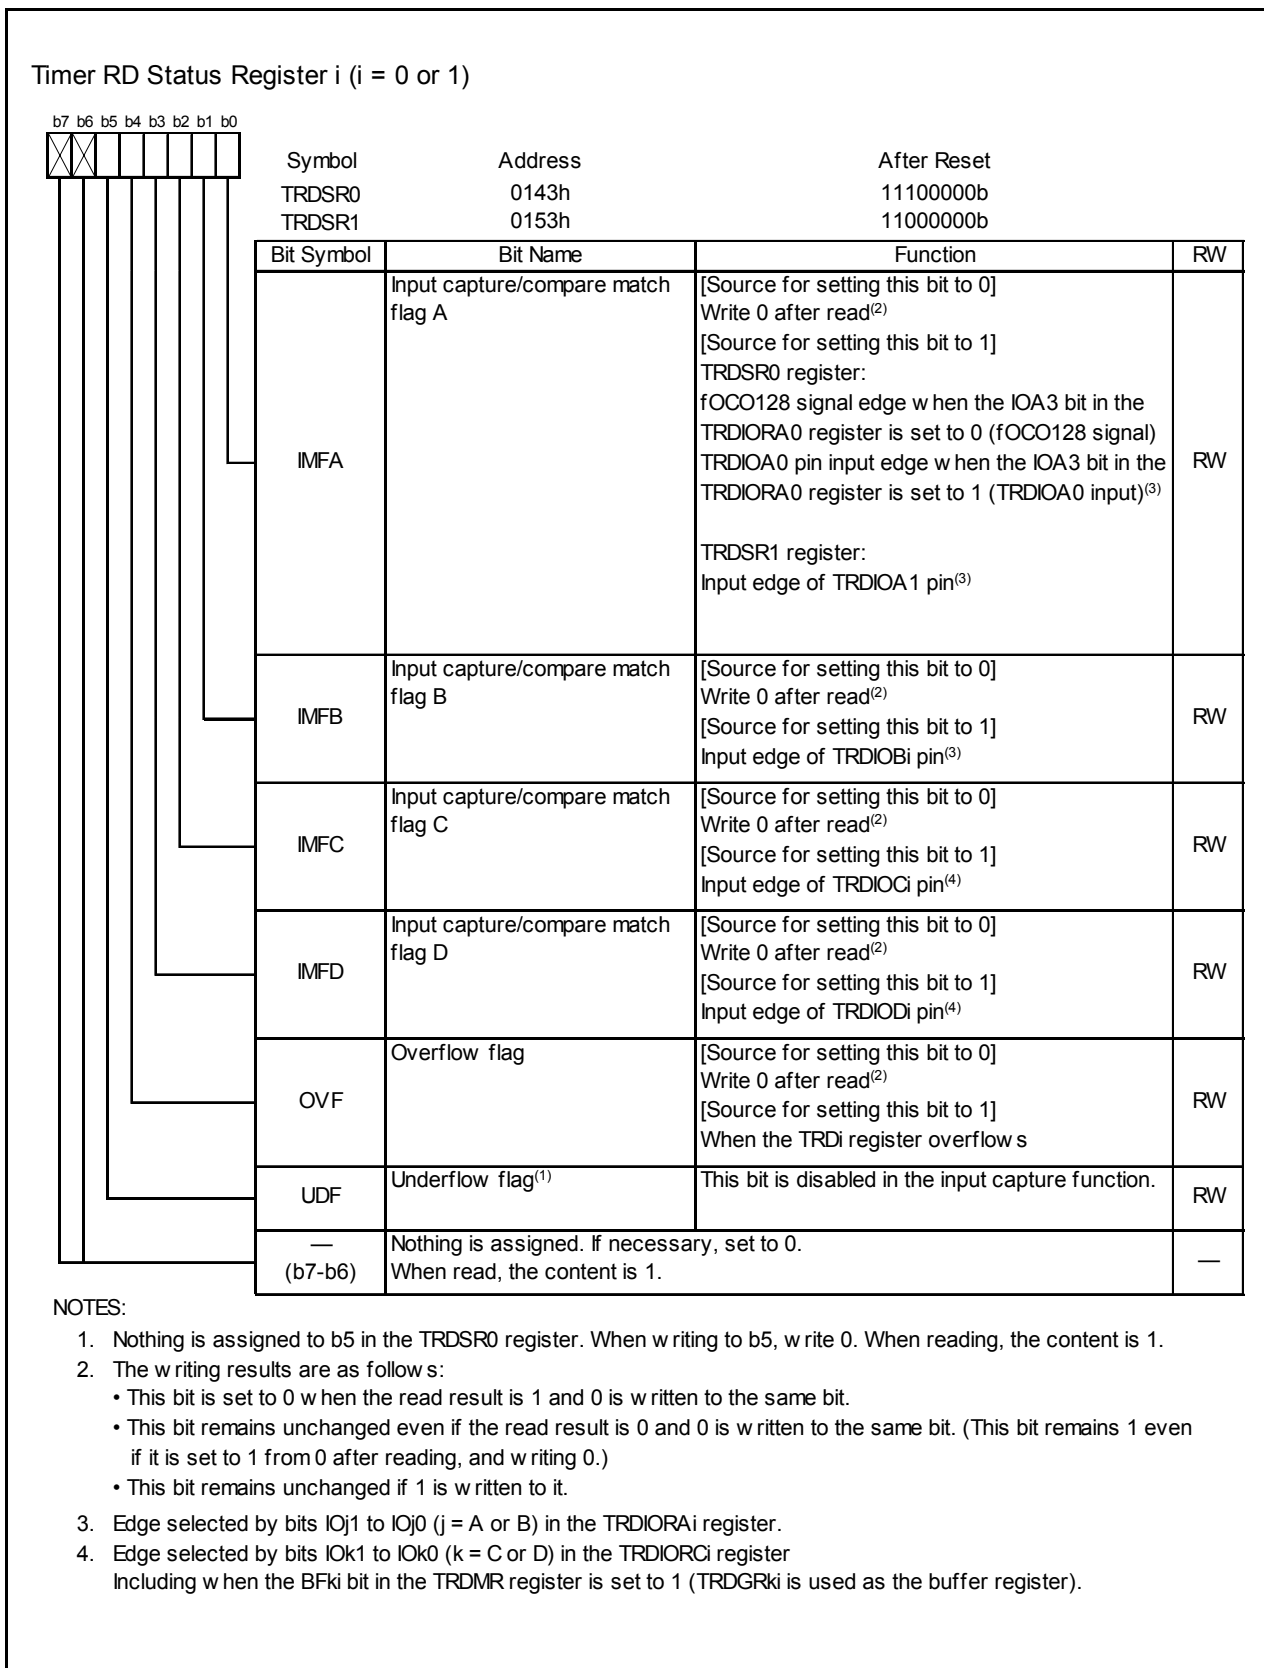 Timer RD Status Register i (i = 0 or 1)
b7 b6 b5 b4 b3 b2 b1 b0
Symbol Address After Reset
TRDSR0 0143h 11100000b
TRDSR1 0153h 11000000b
Bit Symbol Bit Name Function RW
IMFA Input capture/compare match [Source for setting this bit to 0] RW
flag A Write 0 after read(2)
[Source for setting this bit to 1]
TRDSR0 register:
fOCO128 signal edge when the IOA3 bit in the
TRDIORA0 register is set to 0 (fOCO128 signal)
TRDIOA0 pin input edge when the IOA3 bit in the
TRDIORA0 register is set to 1 (TRDIOA0 input)(3)
TRDSR1 register:
Input edge of TRDIOA1 pin(3)
IMFB Input capture/compare match [Source for setting this bit to 0] RW
flag B Write 0 after read(2)
[Source for setting this bit to 1]
Input edge of TRDIOBi pin(3)
IMFC Input capture/compare match [Source for setting this bit to 0] RW
flag C Write 0 after read(2)
[Source for setting this bit to 1]
Input edge of TRDIOCi pin(4)
IMFD Input capture/compare match [Source for setting this bit to 0] RW
flag D Write 0 after read(2)
[Source for setting this bit to 1]
Input edge of TRDIODi pin(4)
OVF Overflow flag [Source for setting this bit to 0] RW
Write 0 after read(2)
[Source for setting this bit to 1]
When the TRDi register overflows
UDF Underflow flag(1) This bit is disabled in the input capture function. RW
— Nothing is assigned. If necessary, set to 0. —
(b7-b6) When read, the content is 1.
NOTES:
1. Nothing is assigned to b5 in the TRDSR0 register. When writing to b5, write 0. When reading, the content is 1.
2. The writing results are as follows:
• This bit is set to 0 when the read result is 1 and 0 is written to the same bit.
• This bit remains unchanged even if the read result is 0 and 0 is written to the same bit. (This bit remains 1 even
if it is set to 1 from 0 after reading, and writing 0.)
• This bit remains unchanged if 1 is written to it.
3. Edge selected by bits IOj1 to IOj0 (j = A or B) in the TRDIORAi register.
4. Edge selected by bits IOk1 to IOk0 (k = C or D) in the TRDIORCi register
Including when the BFki bit in the TRDMR register is set to 1 (TRDGRki is used as the buffer register).